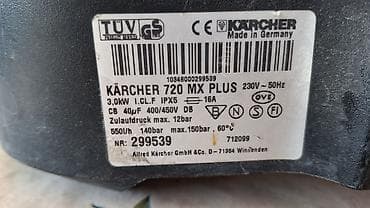 TÜV GS
CE KÄRCHER
Made in Germany
10348000299539
KÄRCHER 720 MX PLUS 230V~50Hz
3,0kW I.CL.F IPX5 16A
CB 40µF 400/450V DB
Zulaufdruck max. 12bar
550l/h 140bar max.150bar, 60°C
NR: 299539 712099
Alfred Kärcher GmbH &Co. D - 71364 Winnenden
N S FI
ÖVE